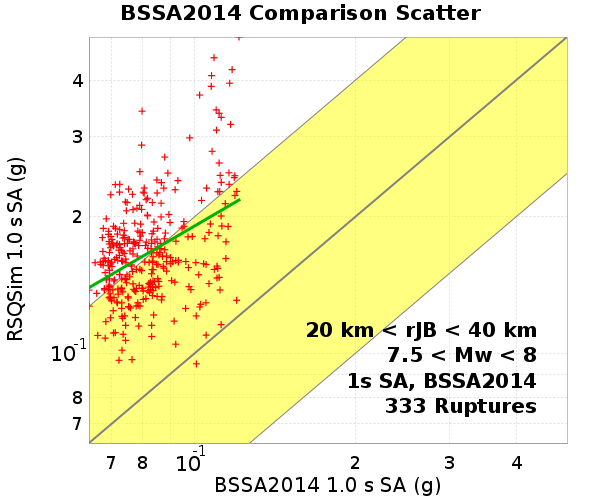 BSSA2014 Comparison Scatter
RSQSim 1.0 s SA (g)
4
3
2
10^-1
8
7
20 km < rJB < 40 km
7.5 < Mw < 8
1s SA, BSSA2014
333 Ruptures
7 8 10^-1 2 3 4
BSSA2014 1.0 s SA (g)